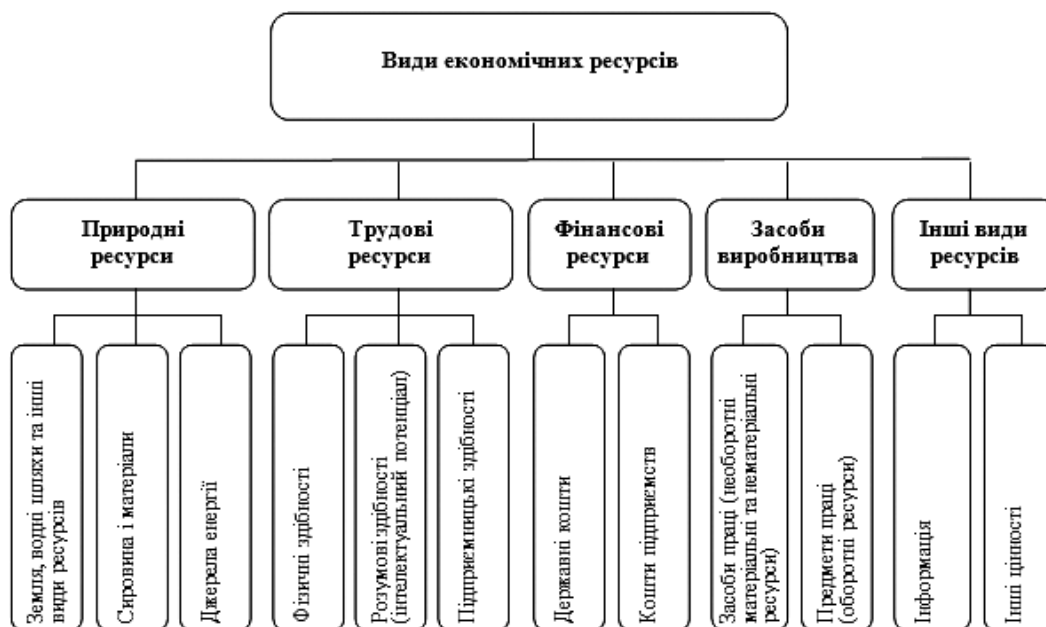 Види економічних ресурсів
Природні
ресурси
Трудові
ресурси
Фінансові
ресурси
Засоби
виробництва
Інші види
ресурсів
Земля, водні шляхи та інші
види ресурсів
Сировина і матеріали
Джерела енергії
Фізичні здібності
Розумові здібності
(інтелектуальний потенціал)
Підприємницькі здібності
Державні кошти
Кошти підприємств
Засоби праці (необоротні
матеріальні та нематеріальні
ресурси)
Предмети праці
(оборотні ресурси)
Інформація
Інші цінності